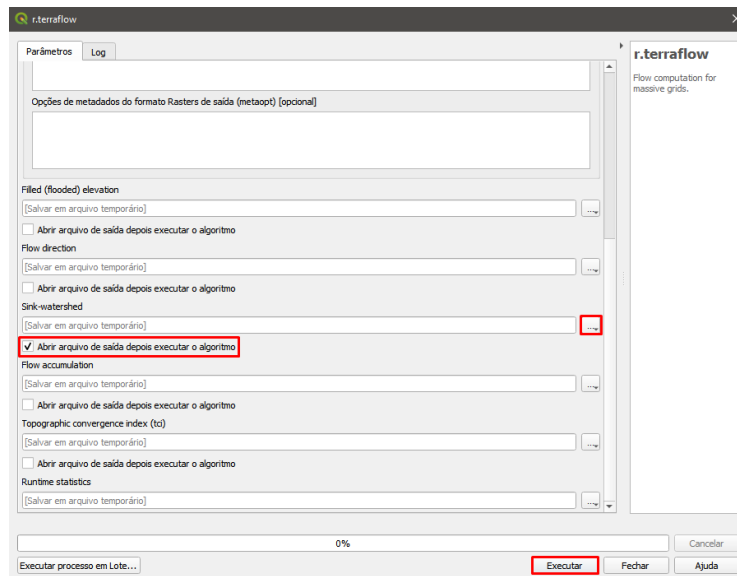 r.terraflow
Parâmetros
Log
r.terraflow
Flow computation for
massive grids.
Opções de metadados do formato Rasters de saída (metaopt) [opcional]
Filled (flooded) elevation
[Salvar em arquivo temporário]
...
Abrir arquivo de saída depois executar o algoritmo
Flow direction
[Salvar em arquivo temporário]
...
Abrir arquivo de saída depois executar o algoritmo
Sink-watershed
[Salvar em arquivo temporário]
...
Abrir arquivo de saída depois executar o algoritmo
Flow accumulation
[Salvar em arquivo temporário]
...
Abrir arquivo de saída depois executar o algoritmo
Topographic convergence index (tci)
[Salvar em arquivo temporário]
...
Abrir arquivo de saída depois executar o algoritmo
Runtime statistics
[Salvar em arquivo temporário]
...
0%
Cancelar
Executar processo em Lote...
Executar
Fechar
Ajuda